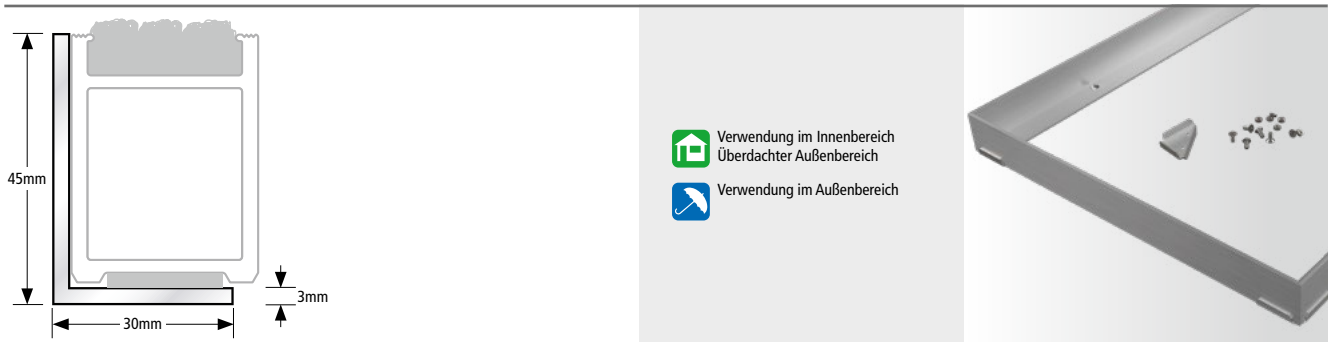 45mm
30mm
3mm
Verwendung im Innenbereich
Überdachter Außenbereich
Verwendung im Außenbereich